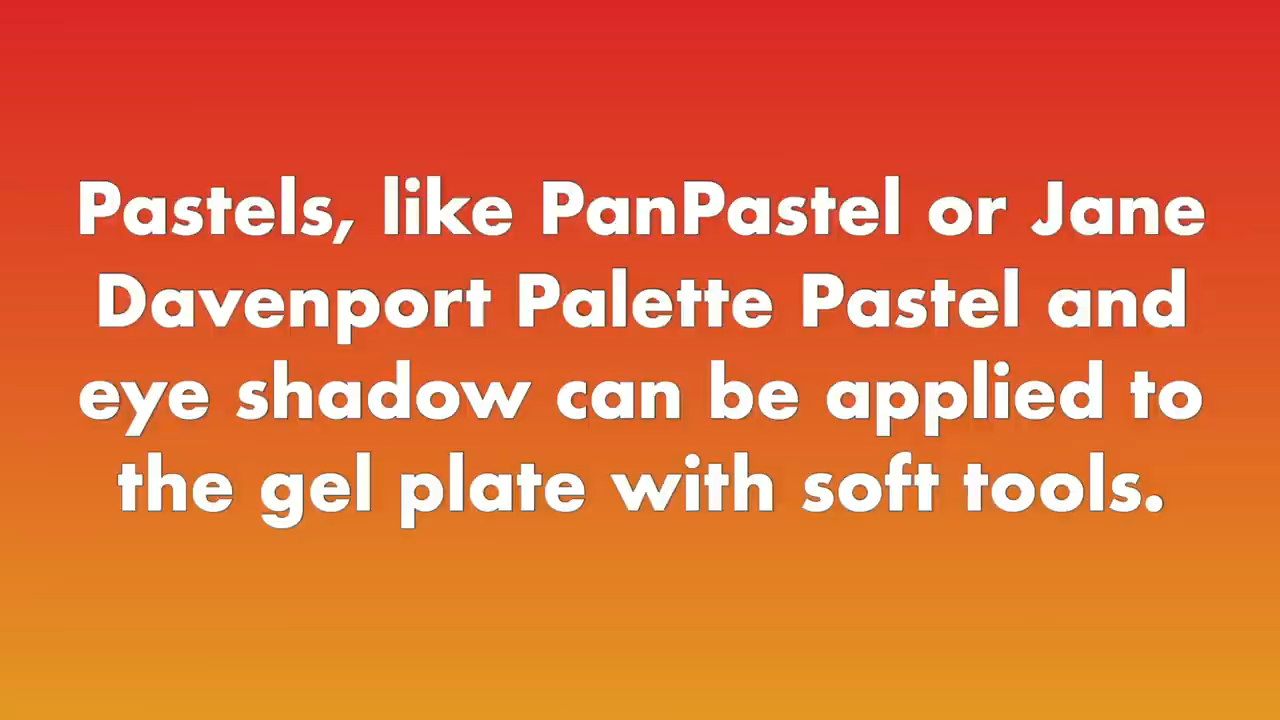 Pastels, like PanPastel or Jane
Davenport Palette Pastel and
eye shadow can be applied to
the gel plate with soft tools.